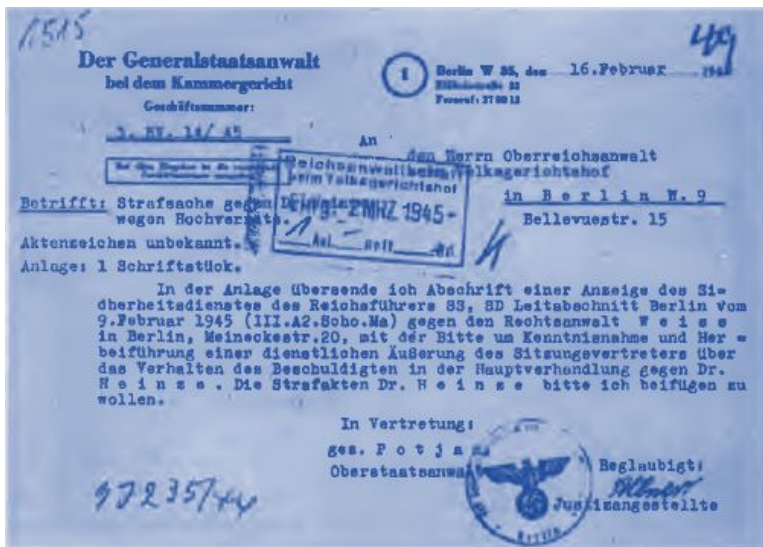 1515
49
Der Generalstaatsanwalt
bei dem Kammergericht
Geschäftsnummer:
3. 14/ 45
1
Berlin W 35, den 16.Februar 19
An
den Herrn Oberreichsanwalt
beim Volksgerichtshof
in B e r l i n W. 9
Bellevuestr. 15
Reichsanwaltschaft
beim Volksgerichtshof
Eing. 2 MRZ 1945 -
Betrifft: Strafsache gegen
wegen Hochverrats.
Aktenzeichen unbekannt.
Anlage: 1 Schriftstück.
In der Anlage übersende ich Abschrift einer Anzeige des Si=
cherheitsdienstes des Reichsführers SS, SD Leitabschnitt Berlin vom
9.Februar 1945 (III.A2.Scho.Ma) gegen den Rechtsanwalt W e i s e
in Berlin, Meineckestr.20, mit der Bitte um Kenntnisnahme und Her =
beiführung einer dienstlichen Äußerung des Sitzungsvertreters über
das Verhalten des Beschuldigten in der Hauptverhandlung gegen Dr.
H e i n z e . Die Strafakten Dr. H e i n z e bitte ich beifügen zu
wollen.
In Vertretung:
gez. P o t j a
Oberstaatsanwalt
Beglaubigt:
Justizangestellte